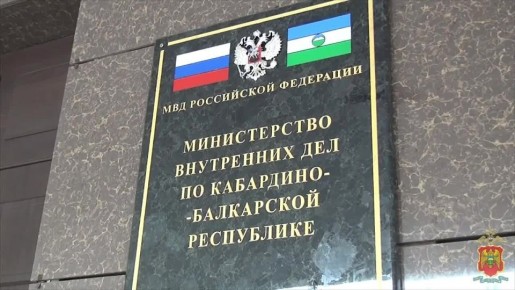 МВД РОССИЙСКОЙ ФЕДЕРАЦИИ
МИНИСТЕРСТВО
ВНУТРЕННИХ ДЕЛ
ПО КАБАРДИНО-
-БАЛКАРСКОЙ
РЕСПУБЛИКЕ